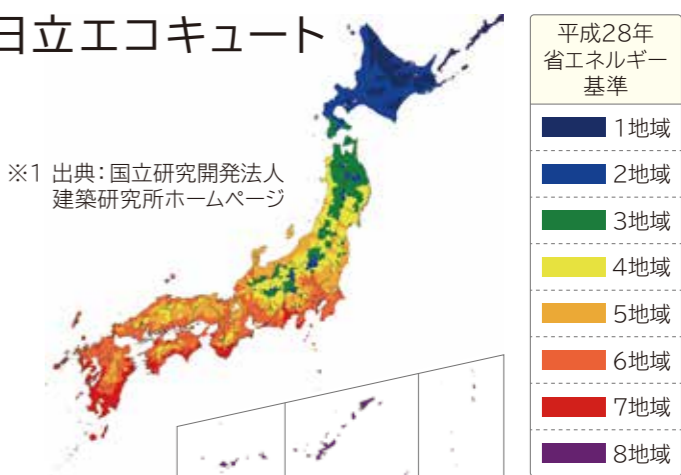 日立エコキュート
※1 出典：国立研究開発法人
建築研究所ホームページ
平成28年
省エネルギー
基準
1地域
2地域
3地域
4地域
5地域
6地域
7地域
8地域